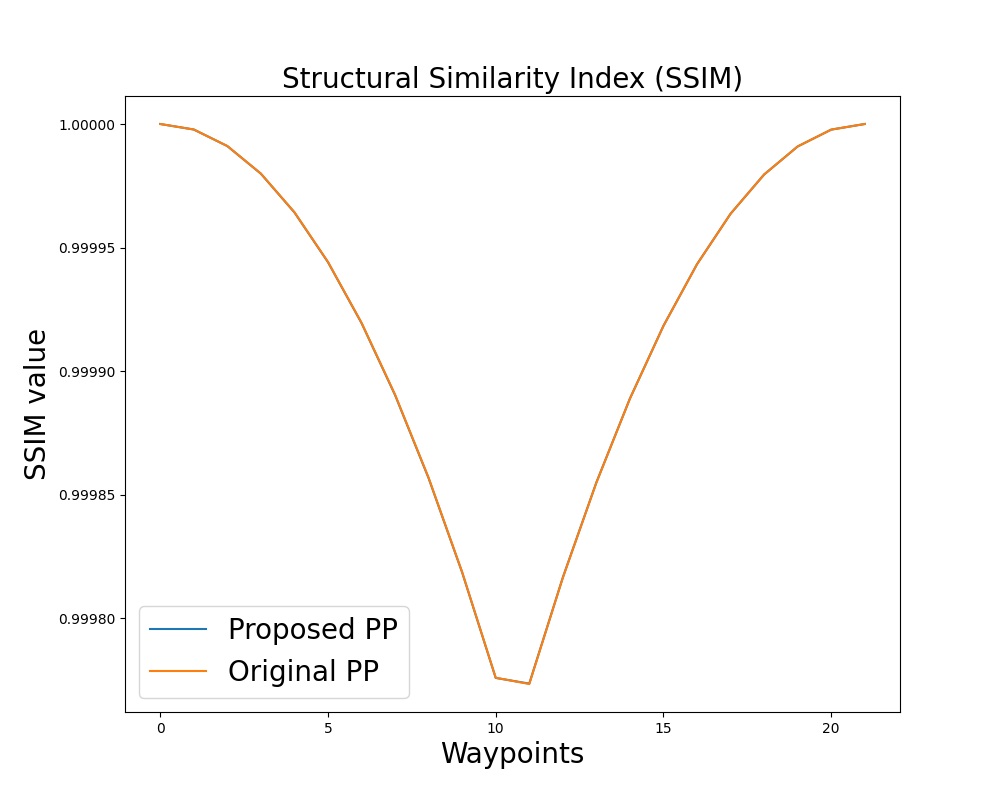 Structural Similarity Index (SSIM)
1.00000
0.99995
0.99990
0.99985
0.99980
SSIM value
Proposed PP
Original PP
0 5 10 15 20
Waypoints